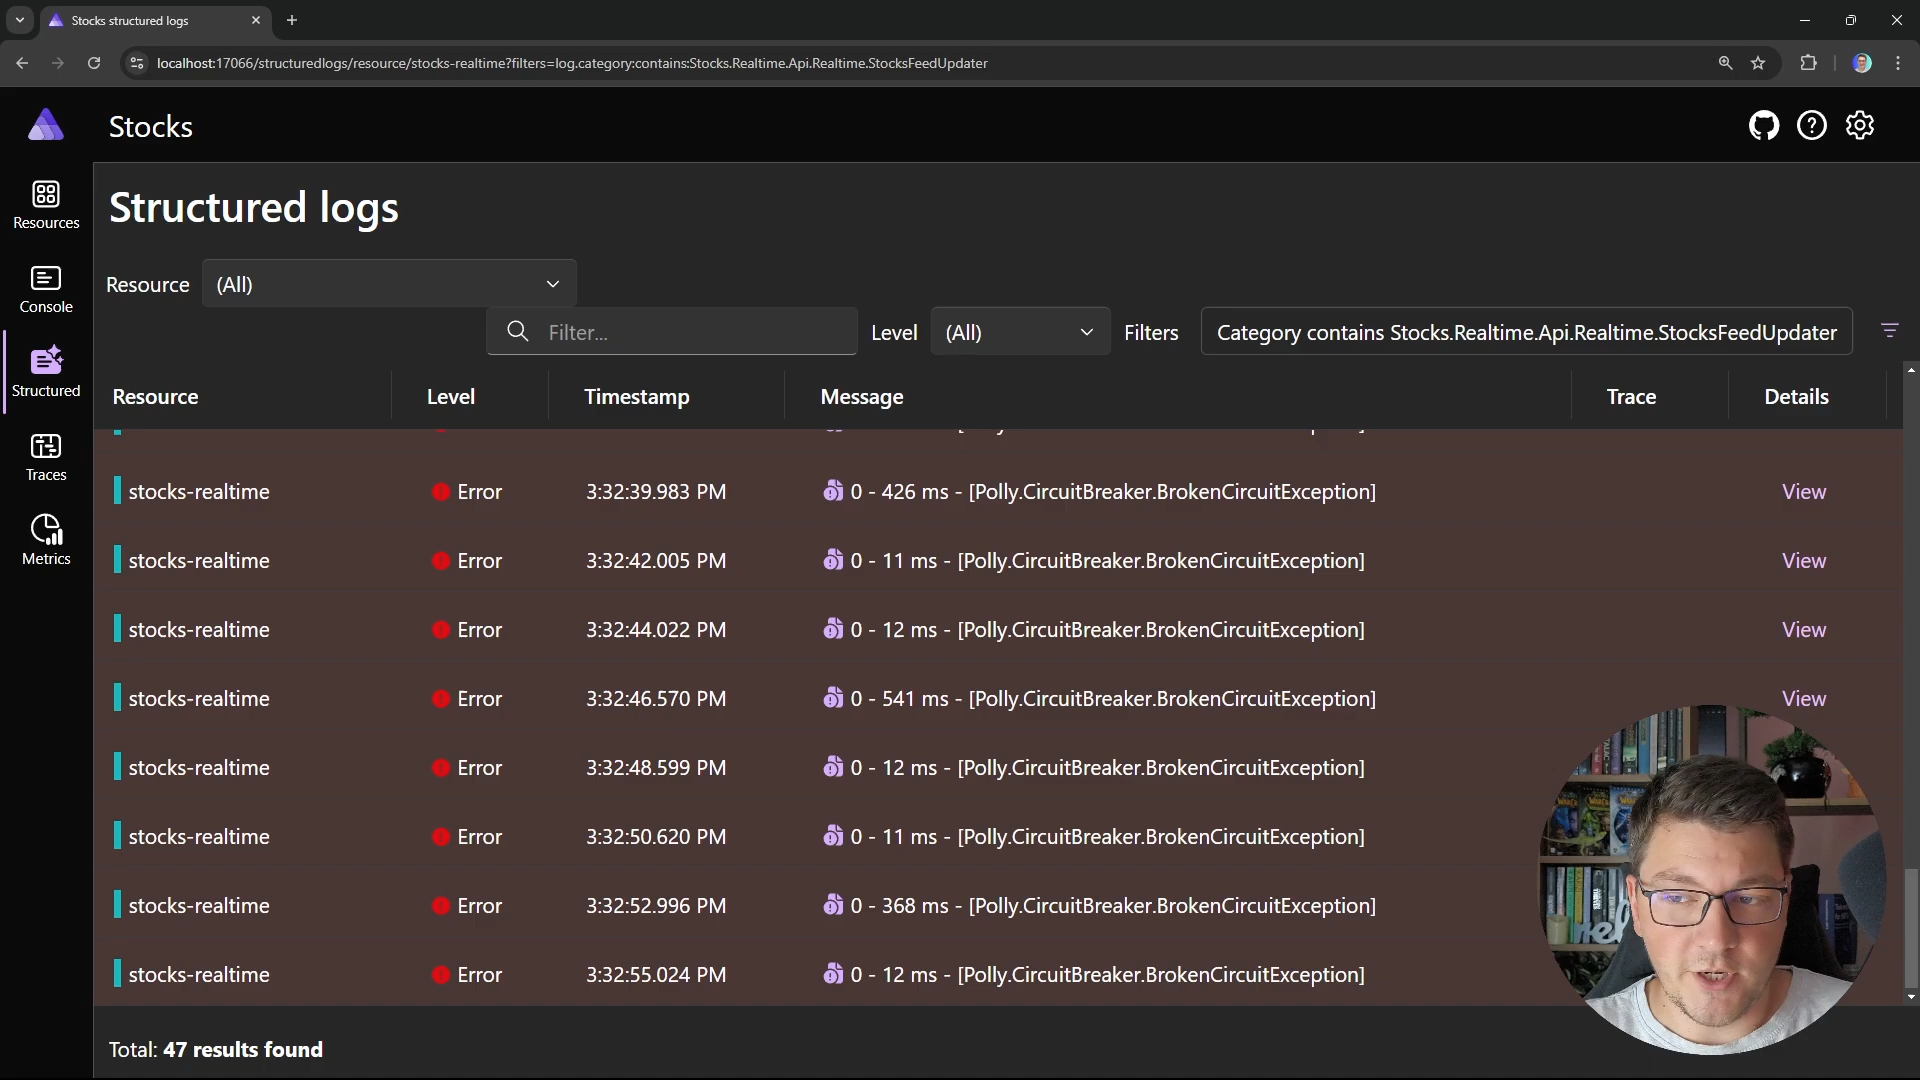 Stocks structured logs
localhost:17066/structuredlogs/resource/stocks-realtime?filters=log.category:contains:Stocks.Realtime.Api.Realtime.StocksFeedUpdater
Stocks
Resources
Console
Structured
Traces
Metrics
Structured logs
Resource (All)
Filter... Level (All) Filters Category contains Stocks.Realtime.Api.Realtime.StocksFeedUpdater
Resource Level Timestamp Message Trace Details
stocks-realtime Error 3:32:39.983 PM 0 - 426 ms - [Polly.CircuitBreaker.BrokenCircuitException] View
stocks-realtime Error 3:32:42.005 PM 0 - 11 ms - [Polly.CircuitBreaker.BrokenCircuitException] View
stocks-realtime Error 3:32:44.022 PM 0 - 12 ms - [Polly.CircuitBreaker.BrokenCircuitException] View
stocks-realtime Error 3:32:46.570 PM 0 - 541 ms - [Polly.CircuitBreaker.BrokenCircuitException] View
stocks-realtime Error 3:32:48.599 PM 0 - 12 ms - [Polly.CircuitBreaker.BrokenCircuitException]
stocks-realtime Error 3:32:50.620 PM 0 - 11 ms - [Polly.CircuitBreaker.BrokenCircuitException]
stocks-realtime Error 3:32:52.996 PM 0 - 368 ms - [Polly.CircuitBreaker.BrokenCircuitException]
stocks-realtime Error 3:32:55.024 PM 0 - 12 ms - [Polly.CircuitBreaker.BrokenCircuitException]
Total: 47 results found